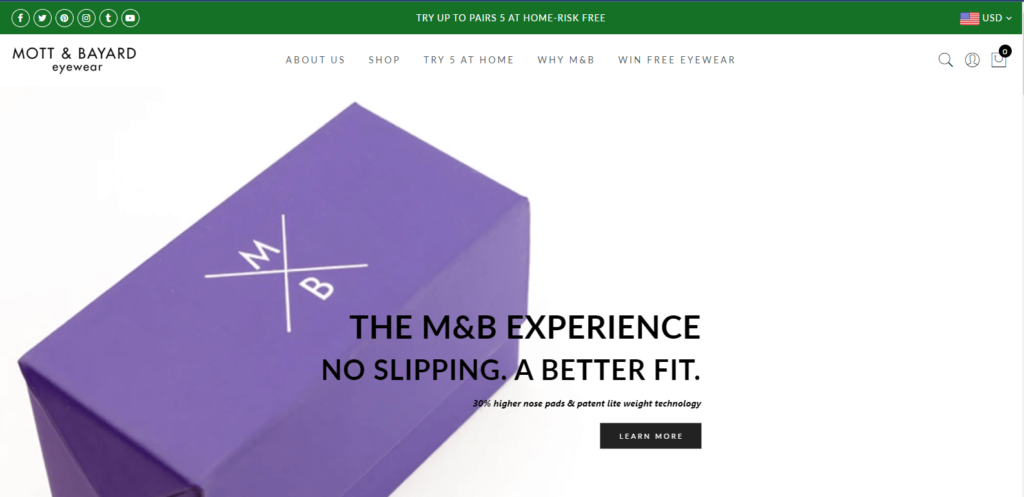 TRY UP TO PAIRS 5 AT HOME-RISK FREE
USD
MOTT & BAYARD
eyewear
ABOUT US
SHOP
TRY 5 AT HOME
WHY M&B
WIN FREE EYEWEAR
0
M
B
THE M&B EXPERIENCE
NO SLIPPING. A BETTER FIT.
30% higher nose pads & patent lite weight technology
LEARN MORE